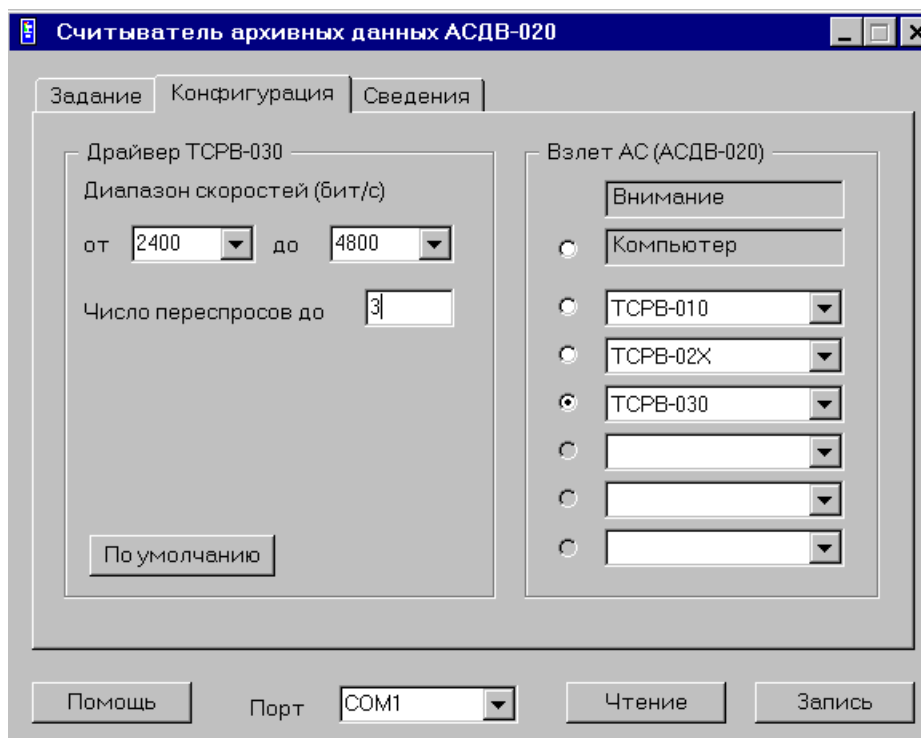 Считыватель архивных данных АСДВ-020
Задание Конфигурация Сведения
Драйвер ТСРВ-030
Диапазон скоростей (бит/с)
от 2400 до 4800
Число переспросов до 3
По умолчанию
Взлет АС (АСДВ-020)
Внимание
Компьютер
ТСРВ-010
ТСРВ-02Х
ТСРВ-030
Помощь Порт COM1 Чтение Запись